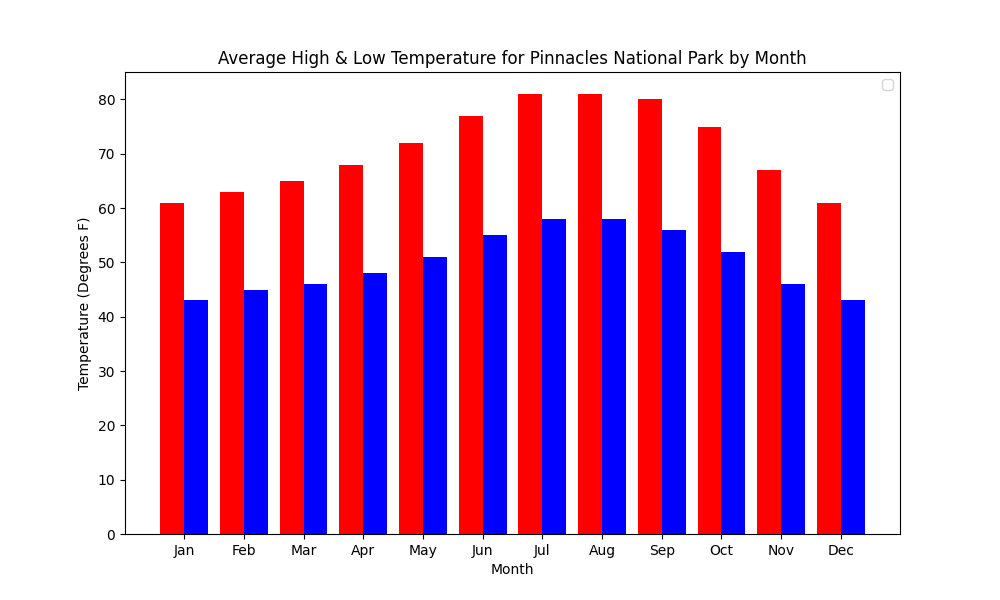 Average High & Low Temperature for Pinnacles National Park by Month
80
70
60
50
40
30
20
10
0
Temperature (Degrees F)
Jan Feb Mar Apr May Jun Jul Aug Sep Oct Nov Dec
Month